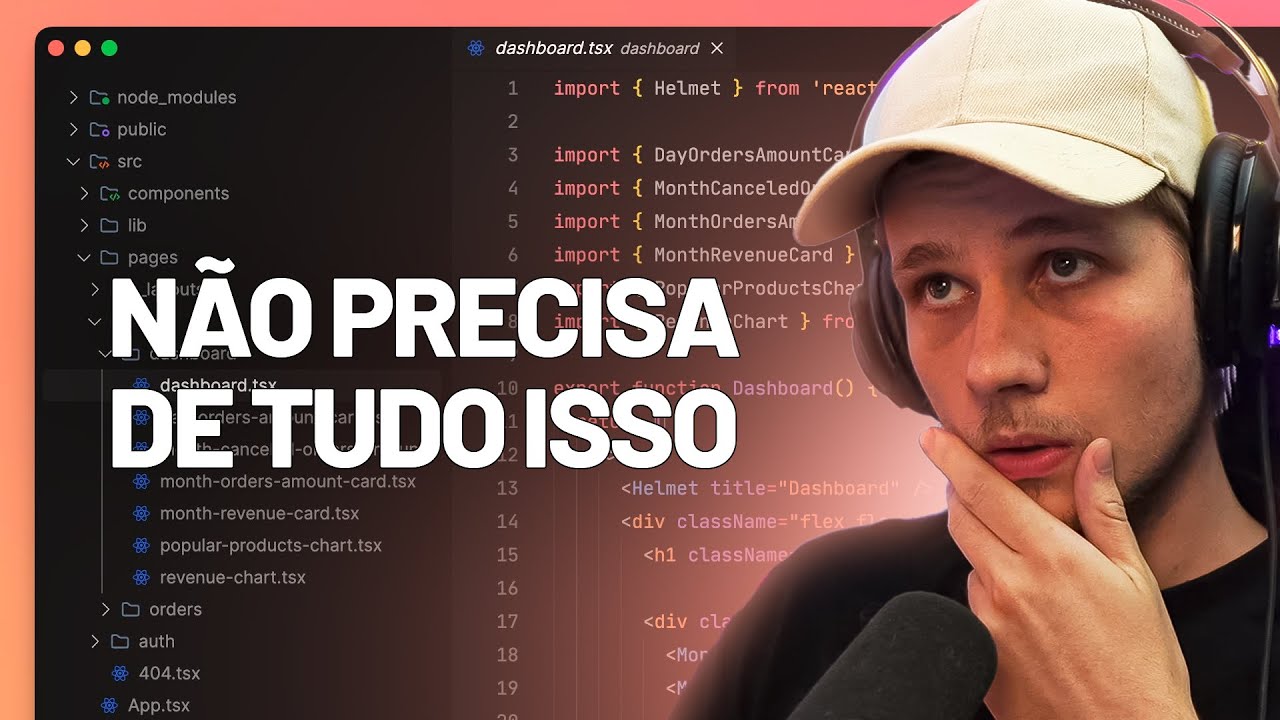 dashboard.tsx dashboard
node_modules
public
src
components
lib
pages
dashboard.tsx
month-orders-amount-card.tsx
month-revenue-card.tsx
popular-products-chart.tsx
revenue-chart.tsx
orders
auth
404.tsx
App.tsx
1 import { Helmet } from 'react
2
3 import { DayOrdersAmountCa
4 import { MonthCanceledO
5 import { MonthOrdersAm
6 import { MonthRevenueCard }
8 Chart } fro
10 export function Dashboard() {
12
13 <Helmet title="Dashboard" /
14 <div className="flex fl
15 <h1 className=
16
17 <div cla
18 <Mon
19 <M
20
NÃO PRECISA
DE TUDO ISSO